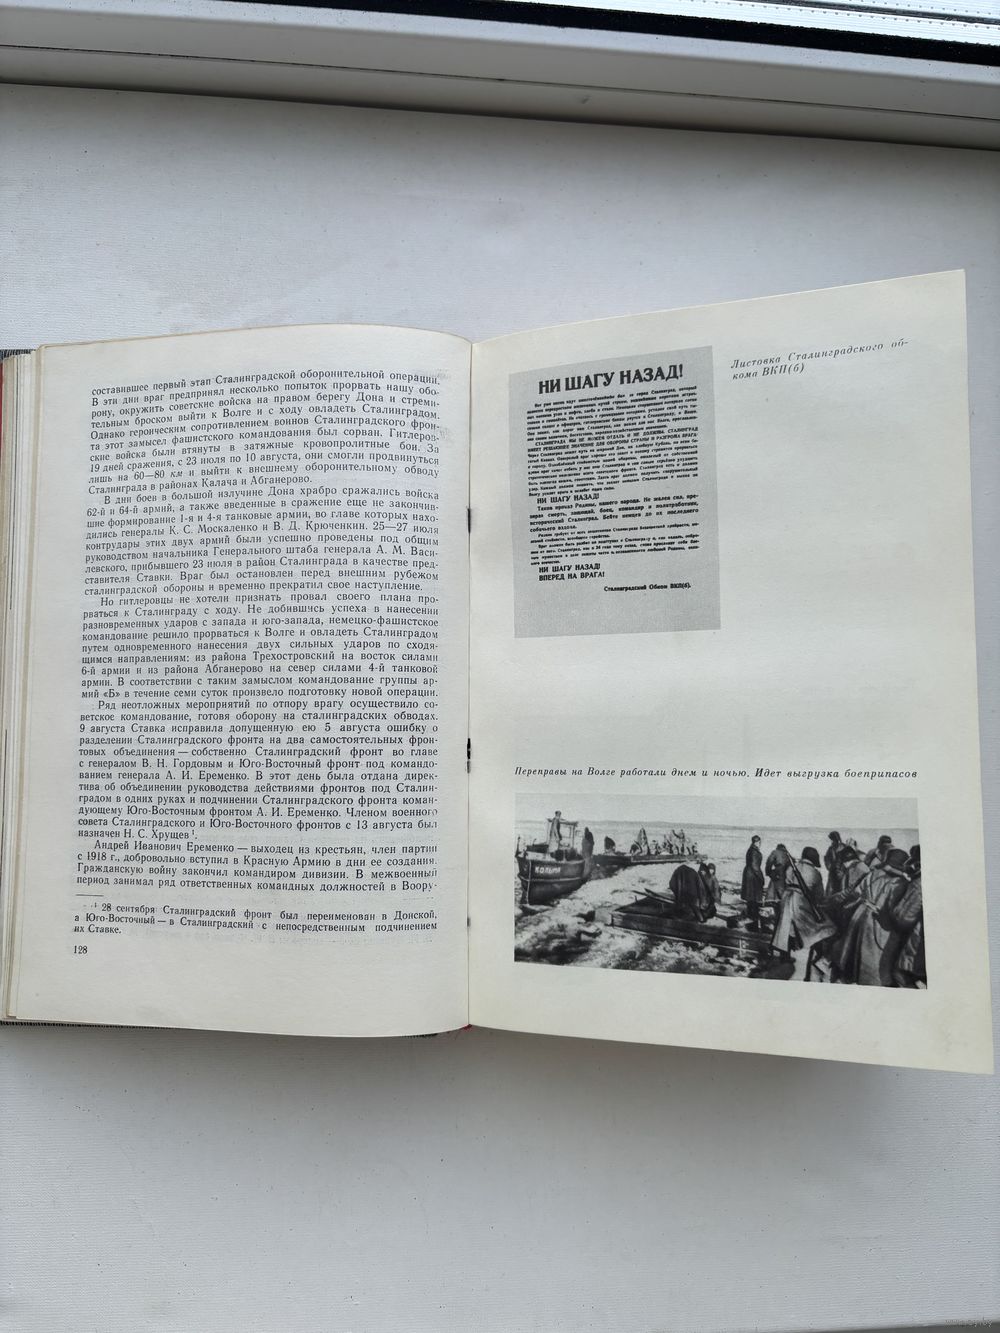 составившее первый этап Сталинградской оборонительной операции.
В эти дни враг предпринял несколько попыток прорвать нашу обо-
рону, окружить советские войска на правом берегу Дона и стреми-
тельным броском выйти к Волге и с ходу овладеть Сталинградом.
Однако героическим сопротивлением воинов Сталинградского фрон-
та этот замысел фашистского командования был сорван. Гитлеров-
ские войска были втянуты в затяжные кровопролитные бои. За
19 дней сражения, с 23 июля по 10 августа, они смогли продвинуться
лишь на 60—80 км и выйти к внешнему оборонительному обводу
Сталинграда в районах Калача и Абганерово.
В дни боев в большой излучине Дона храбро сражались войска
62-й и 64-й армий, а также введенные в сражение еще не закончив-
шие формирование 1-я и 4-я танковые армии, во главе которых нахо-
дились генералы К. С. Москаленко и В. Д. Крюченкин. 25—27 июля
контрудары этих двух армий были успешно проведены под общим
руководством начальника Генерального штаба генерала А. М. Васи-
левского, прибывшего 23 июля в район Сталинграда в качестве пред-
ставителя Ставки. Враг был остановлен перед внешним рубежом
сталинградской обороны и временно прекратил свое наступление.
Но гитлеровцы не хотели признать провал своего плана про-
рваться к Сталинграду с ходу. Не добившись успеха в нанесении
разновременных ударов с запада и юго-запада, немецко-фашистское
командование решило прорваться к Волге и овладеть Сталинградом
путем одновременного нанесения двух сильных ударов по сходя-
щимся направлениям: из района Трехостровский на восток силами
6-й армии и из района Абганерово на север силами 4-й танковой
армии. В соответствии с таким замыслом командование группы ар-
мий «Б» в течение семи суток произвело подготовку новой операции.
Ряд неотложных мероприятий по отпору врагу осуществило со-
ветское командование, готовя оборону на сталинградских обводах.
9 августа Ставка исправила допущенную ею 5 августа ошибку о
разделении Сталинградского фронта на два самостоятельных фрон-
товых объединения — собственно Сталинградский фронт во главе
с генералом В. Н. Гордовым и Юго-Восточный фронт под командо-
ванием генерала А. И. Еременко. В этот день была отдана дирек-
тива об объединении руководства действиями фронтов под Сталин-
градом в одних руках и подчинении Сталинградского фронта коман-
дующему Юго-Восточным фронтом А. И. Еременко. Членом военного
совета Сталинградского и Юго-Восточного фронтов с 13 августа был
назначен Н. С. Хрущев ¹.
Андрей Иванович Еременко — выходец из крестьян, член партии
с 1918 г., добровольно вступил в Красную Армию в дни ее создания.
Гражданскую войну закончил командиром дивизии. В межвоенный
период занимал ряд ответственных командных должностей в Воору-
¹ 28 сентября Сталинградский фронт был переименован в Донской,
а Юго-Восточный — в Сталинградский с непосредственным подчинением
их Ставке.
128
НИ ШАГУ НАЗАД!
НИ ШАГУ НАЗАД!
Таков приказ Родины, нашего народа. Не жалея сил, пре-
НИ ШАГУ НАЗАД!
ВПЕРЕД НА ВРАГА!
Сталинградский Обком ВКП(б).
Листовка Сталинградского об-
кома ВКП(б)
Переправы на Волге работали днем и ночью. Идет выгрузка боеприпасов